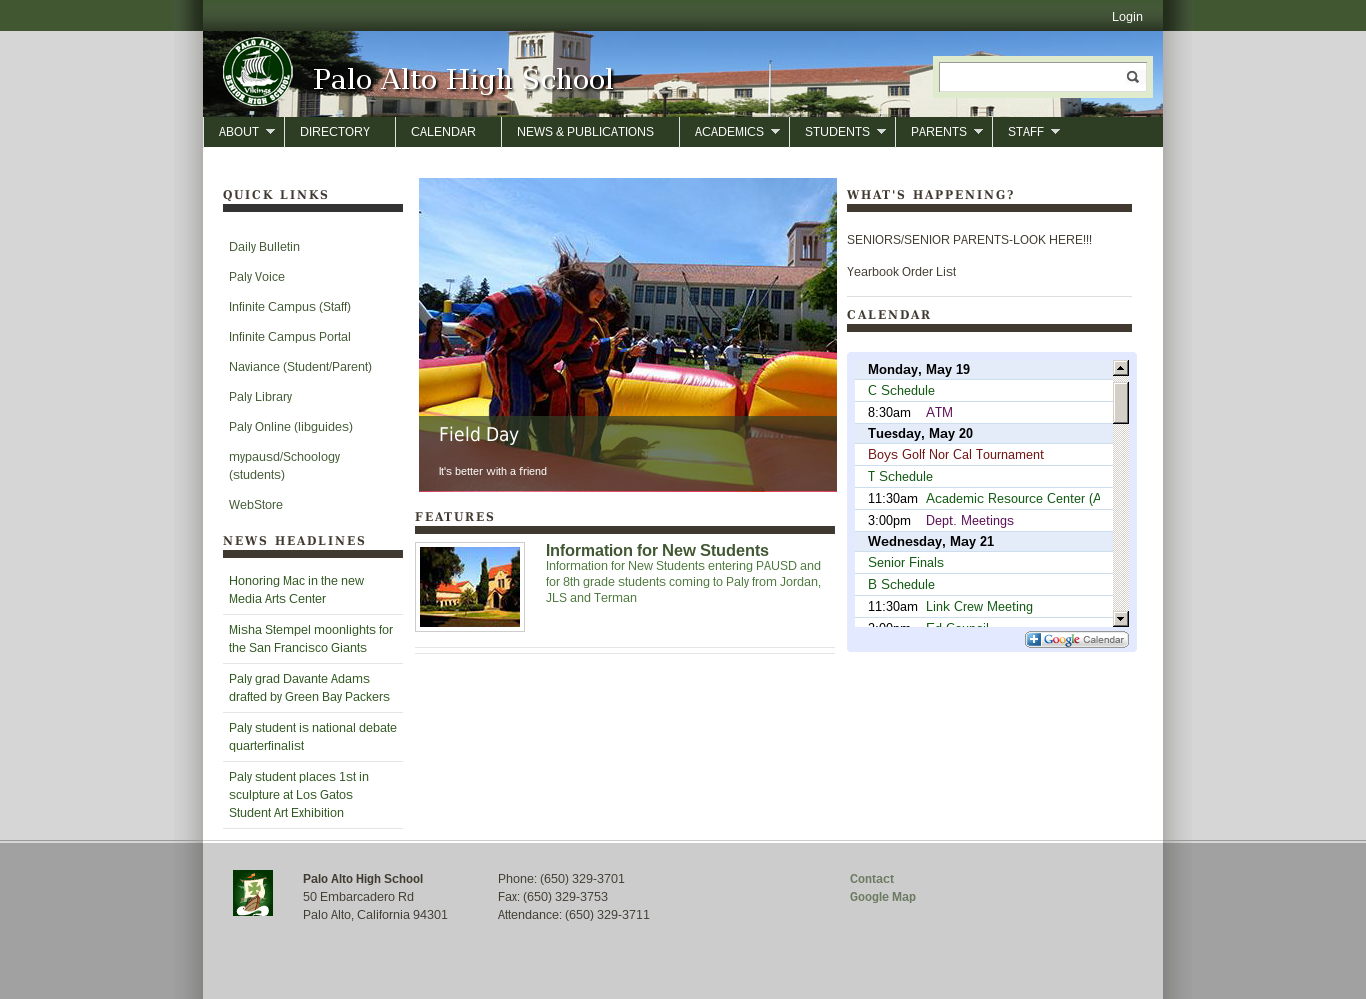 Login
PALO ALTO
Vikings
SENIOR HIGH SCHOOL
Palo Alto High School
ABOUT
DIRECTORY
CALENDAR
NEWS & PUBLICATIONS
ACADEMICS
STUDENTS
PARENTS
STAFF
QUICK LINKS
Daily Bulletin
Paly Voice
Infinite Campus (Staff)
Infinite Campus Portal
Naviance (Student/Parent)
Paly Library
Paly Online (libguides)
mypausd/Schoology
(students)
WebStore
NEWS HEADLINES
Honoring Mac in the new
Media Arts Center
Misha Stempel moonlights for
the San Francisco Giants
Paly grad Davante Adams
drafted by Green Bay Packers
Paly student is national debate
quarterfinalist
Paly student places 1st in
sculpture at Los Gatos
Student Art Exhibition
Field Day
It's better with a friend
FEATURES
Information for New Students
Information for New Students entering PAUSD and
for 8th grade students coming to Paly from Jordan,
JLS and Terman
WHAT'S HAPPENING?
SENIORS/SENIOR PARENTS-LOOK HERE!!!
Yearbook Order List
CALENDAR
Monday, May 19
C Schedule
8:30am ATM
Tuesday, May 20
Boys Golf Nor Cal Tournament
T Schedule
11:30am Academic Resource Center (A
3:00pm Dept. Meetings
Wednesday, May 21
Senior Finals
B Schedule
11:30am Link Crew Meeting
Ed Council
Google Calendar
Palo Alto High School
50 Embarcadero Rd
Palo Alto, California 94301
Phone: (650) 329-3701
Fax: (650) 329-3753
Attendance: (650) 329-3711
Contact
Google Map